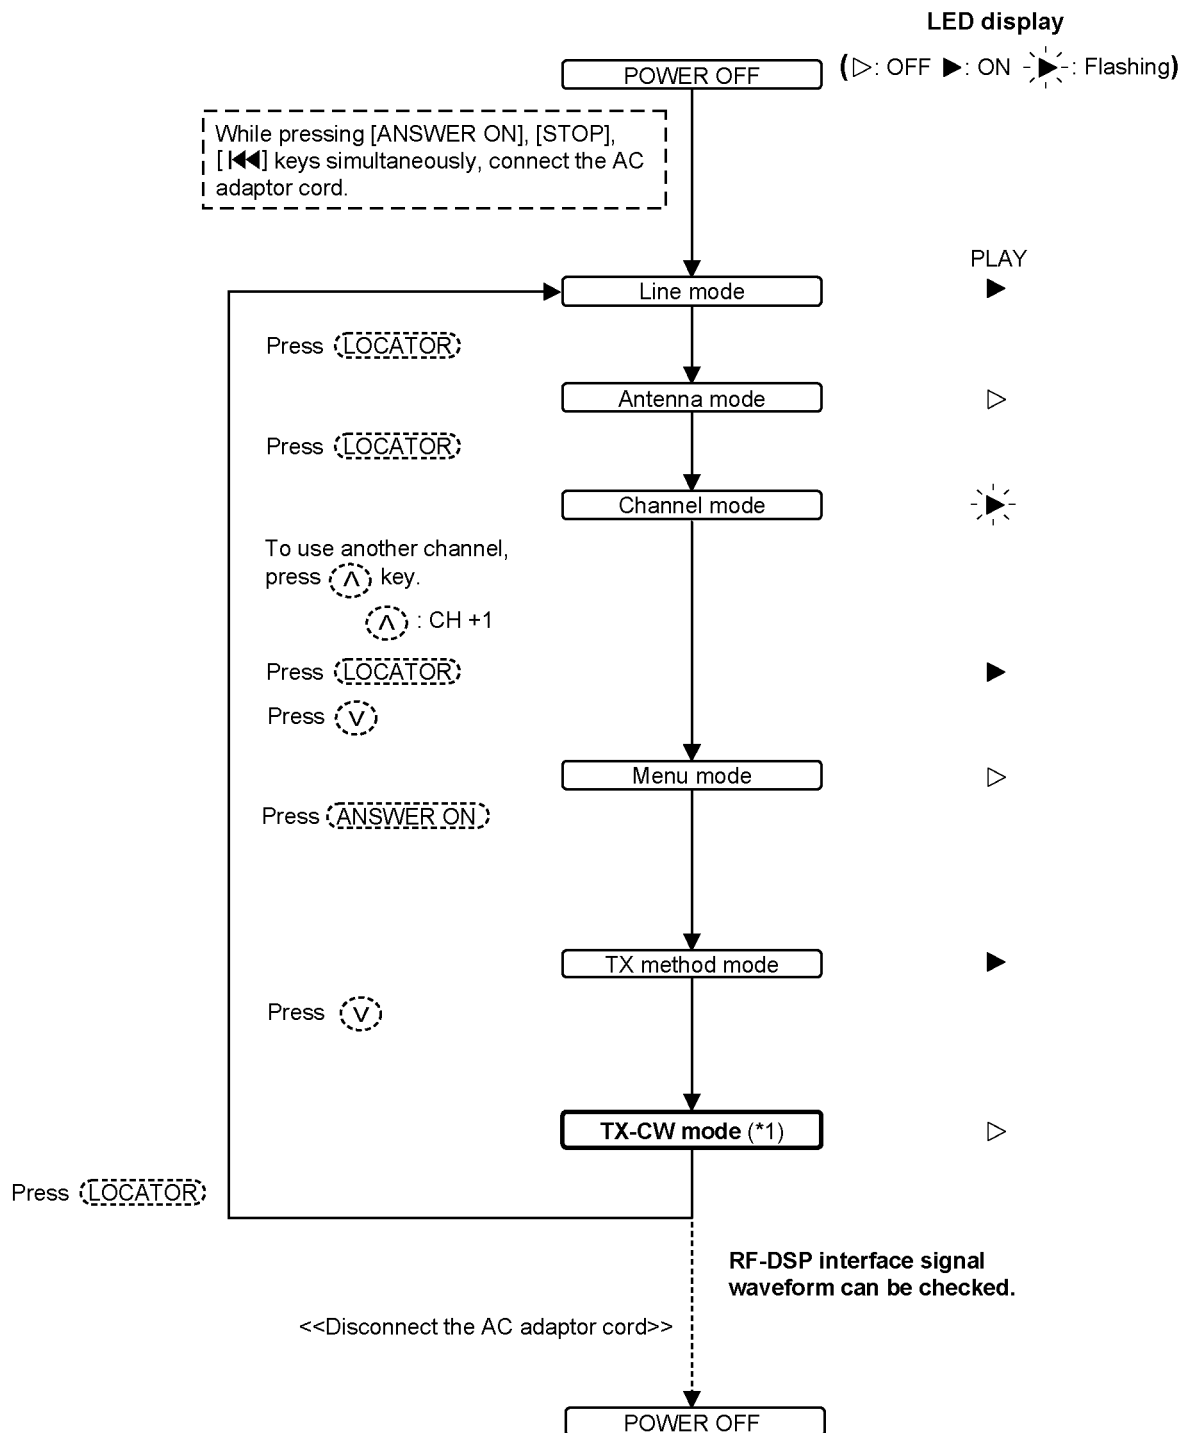 LED display
POWER OFF
(▷: OFF ▶: ON ▶: Flashing)
While pressing [ANSWER ON], [STOP],
[I◀◀] keys simultaneously, connect the AC
adaptor cord.
PLAY
Line mode
Press LOCATOR
Antenna mode
Press LOCATOR
Channel mode
To use another channel,
press Λ key.
Λ : CH +1
Press LOCATOR
Press V
Menu mode
Press ANSWER ON
TX method mode
Press V
TX-CW mode (*1)
Press LOCATOR
RF-DSP interface signal
waveform can be checked.
<<Disconnect the AC adaptor cord>>
POWER OFF